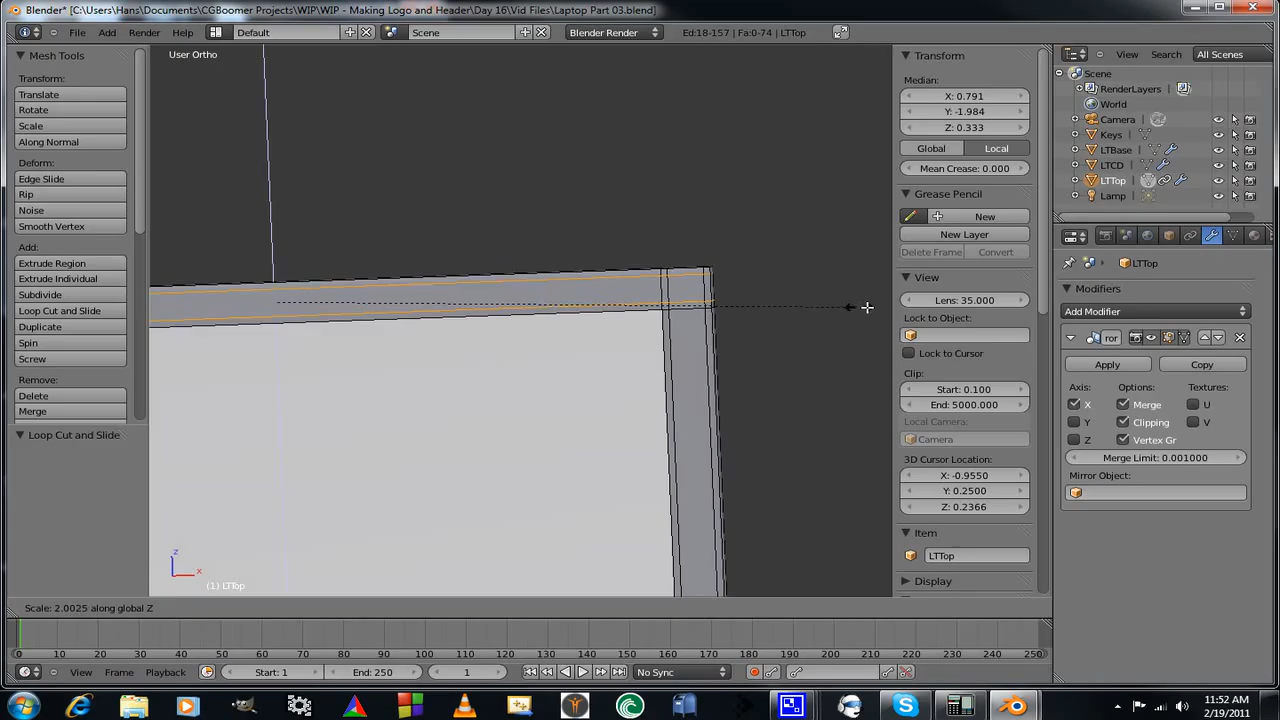 Blender* [C:\Users\Hans\Documents\CGBoomer Projects\WIP\WIP - Making Logo and Header\Day 16\Vid Files\Laptop Part 03.blend]
File Add Render Help Default Scene Blender Render Ed:18-157 | Fa:0-74 | LTTop
Mesh Tools
Transform:
Translate
Rotate
Scale
Along Normal
Deform:
Edge Slide
Rip
Noise
Smooth Vertex
Add:
Extrude Region
Extrude Individual
Subdivide
Loop Cut and Slide
Duplicate
Spin
Screw
Remove:
Delete
Merge
Loop Cut and Slide
User Ortho
z
x
(1) LTTop
Transform
Median:
X: 0.791
Y: -1.984
Z: 0.333
Global Local
Mean Crease: 0.000
Grease Pencil
New
New Layer
Delete Frame Convert
View
Lens: 35.000
Lock to Object:
Lock to Cursor
Clip:
Start: 0.100
End: 5000.000
Local Camera:
Camera
3D Cursor Location:
X: -0.9550
Y: 0.2500
Z: 0.2366
Item
LTTop
Display
View Search All Scenes
Scene
RenderLayers
World
Camera
Keys
LTBase
LTCD
LTTop
Lamp
LTTop
Modifiers
Add Modifier
ror
Apply Copy
Axis: Options: Textures:
X Merge U
Y Clipping V
Z Vertex Gr
Merge Limit: 0.001000
Mirror Object:
Scale: 2.0025 along global Z
0 10 20 30 40 50 60 70 80 90 100 110 120 130 140 150 160 170 180 190 200 210 220 230 240 250
View Frame Playback Start: 1 End: 250 1 No Sync
11:52 AM
2/19/2011